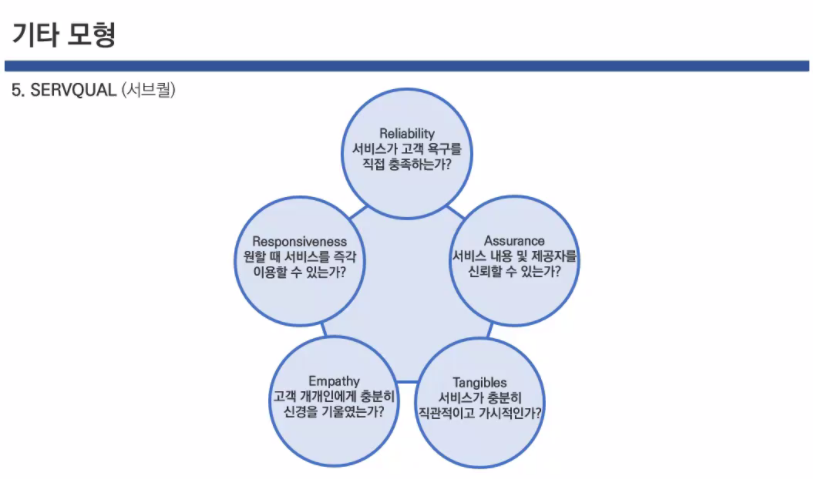 기타 모형
5. SERVQUAL (서브퀄)
Reliability
서비스가 고객 욕구를
직접 충족하는가?
Responsiveness
원할 때 서비스를 즉각
이용할 수 있는가?
Assurance
서비스 내용 및 제공자를
신뢰할 수 있는가?
Empathy
고객 개개인에게 충분히
신경을 기울였는가?
Tangibles
서비스가 충분히
직관적이고 가시적인가?